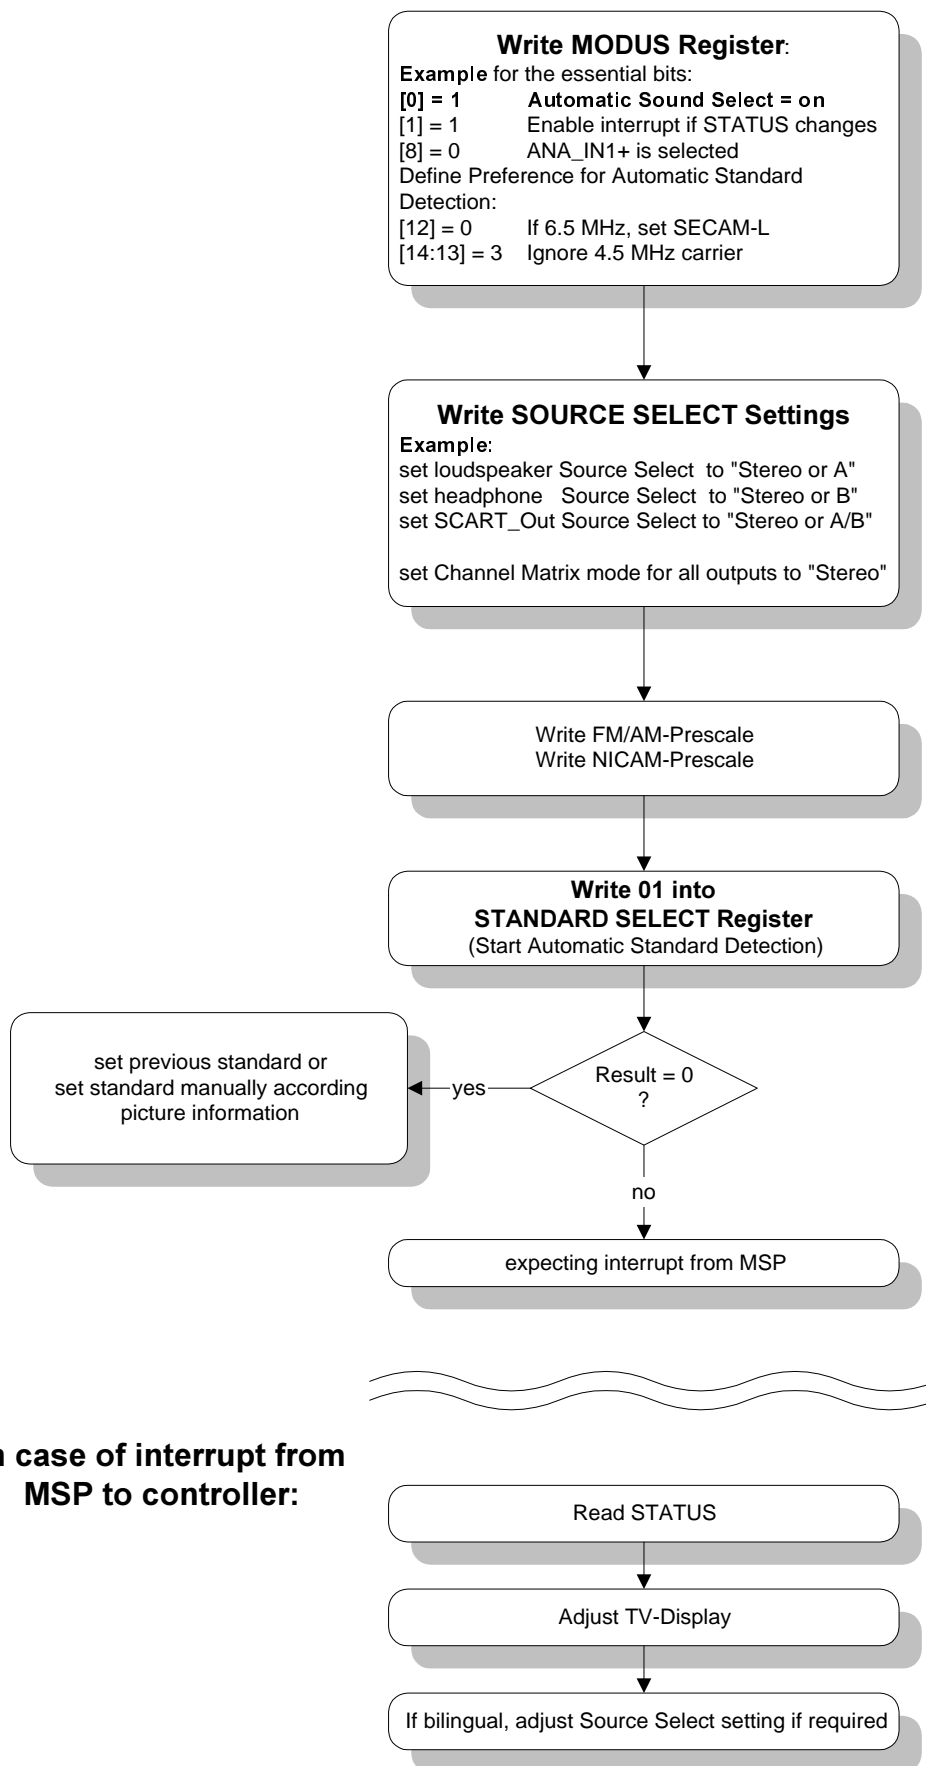 Write MODUS Register:
Example for the essential bits:
[0] = 1 Automatic Sound Select = on
[1] = 1 Enable interrupt if STATUS changes
[8] = 0 ANA_IN1+ is selected
Define Preference for Automatic Standard
Detection:
[12] = 0 If 6.5 MHz, set SECAM-L
[14:13] = 3 Ignore 4.5 MHz carrier
Write SOURCE SELECT Settings
Example:
set loudspeaker Source Select to "Stereo or A"
set headphone Source Select to "Stereo or B"
set SCART_Out Source Select to "Stereo or A/B"
set Channel Matrix mode for all outputs to "Stereo"
Write FM/AM-Prescale
Write NICAM-Prescale
Write 01 into
STANDARD SELECT Register
(Start Automatic Standard Detection)
set previous standard or
set standard manually according
picture information
yes
Result = 0
?
no
expecting interrupt from MSP
n case of interrupt from
MSP to controller:
Read STATUS
Adjust TV-Display
If bilingual, adjust Source Select setting if required